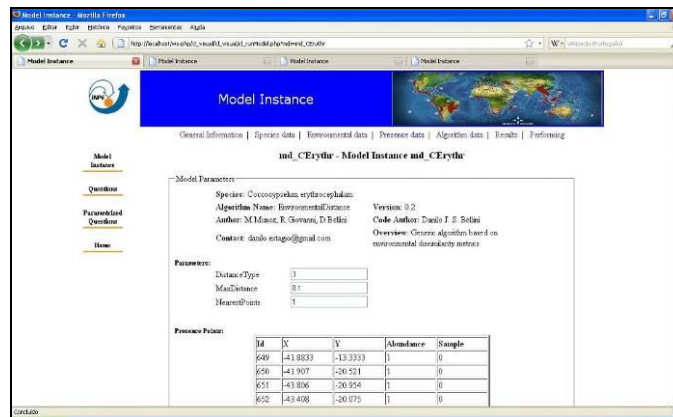 Model Instance - Mozilla Firefox
Arquivo Editar Exibir Histórico Favoritos Ferramentas Ajuda
Model Instance Model Instance Model Instance Model Instance
INPE
Model Instance
General Information | Species data | Environmental data | Presence data | Algorithm data | Results | Performing
Model Instance
Questions
Parametrized Questions
Home
md_CErythr - Model Instance md_CErythr
Model Parameters
Species: Coccocypselum erythrocephalum
Algorithm Name: EnvironmentalDistance Version: 0.2
Author: M. Munoz, R. Giovanni, D. Bellini Code Author: Danilo J. S. Bellini
Contact: danilo.estagio@gmail.com Overview: Generic algorithm based on
environmental dissimilarity metrics
Parameters:
DistanceType 3
MaxDistance 0.1
NearestPoints 1
Presence Points:
Id X Y Abundance Sample
649 -41.8833 -13.3333 1 0
650 -41.907 -20.521 1 0
651 -43.806 -20.954 1 0
652 -43.408 -20.075 1 0
Concluído